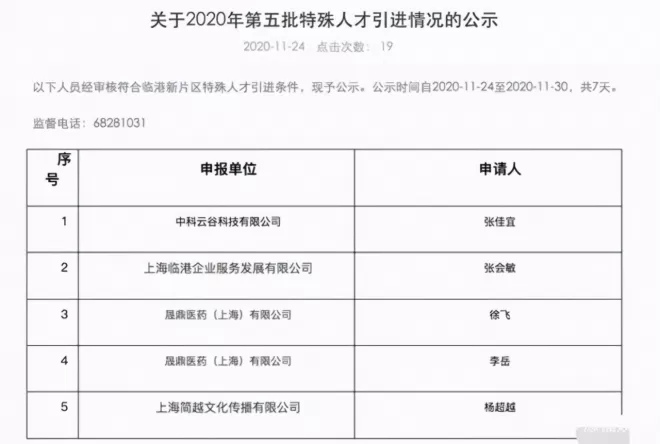 关于2020年第五批特殊人才引进情况的公示
2020-11-24 点击次数：19
以下人员经审核符合临港新片区特殊人才引进条件，现予公示。公示时间自2020-11-24至2020-11-30，共7天。
监督电话：68281031
序号 申报单位 申请人
1 中科云谷科技有限公司 张佳宜
2 上海临港企业服务发展有限公司 张会敏
3 晟鼎医药（上海）有限公司 徐飞
4 晟鼎医药（上海）有限公司 李岳
5 上海简越文化传播有限公司 杨超越